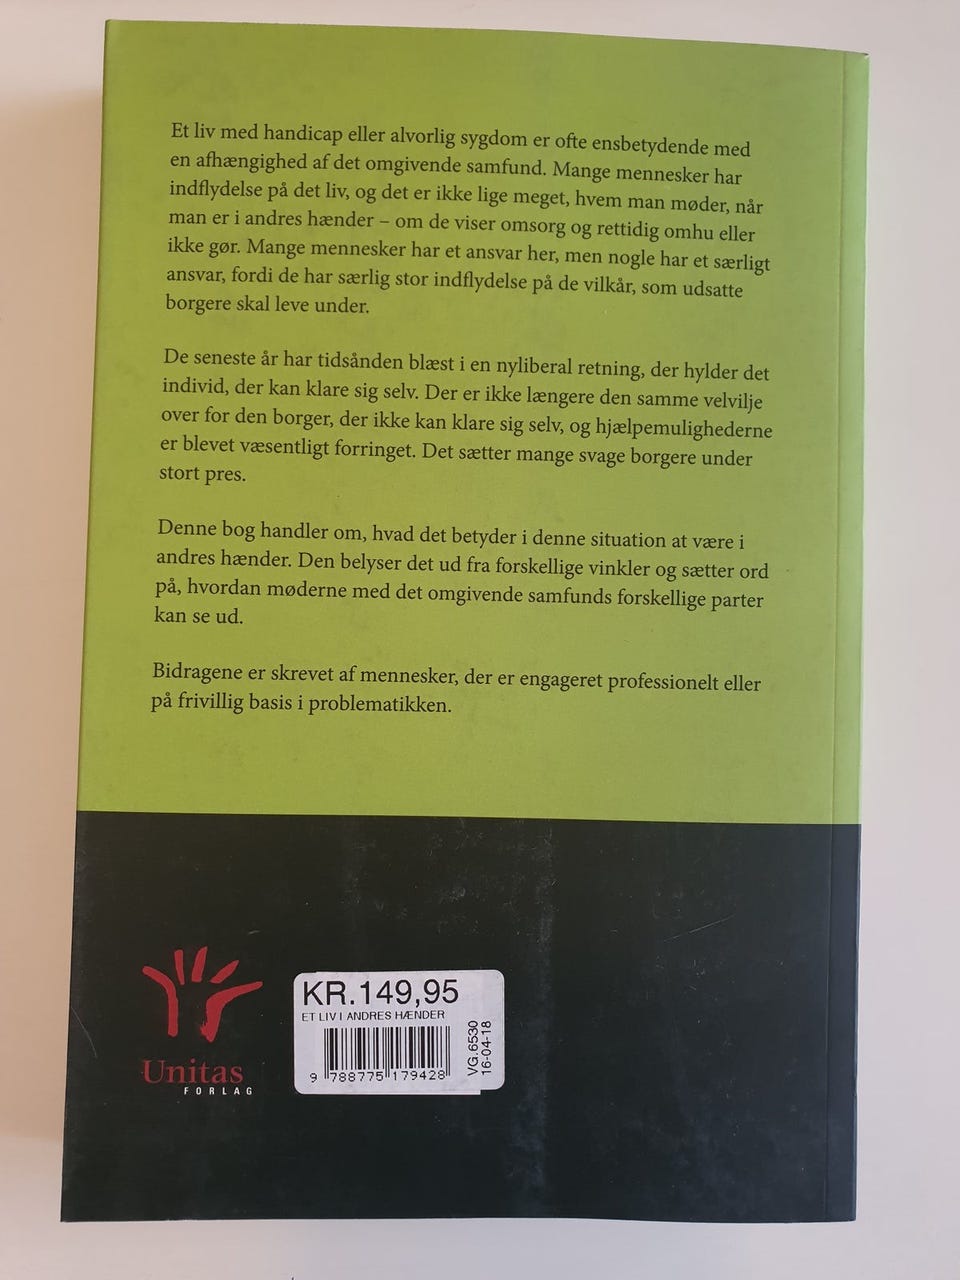 Et liv med handicap eller alvorlig sygdom er ofte ensbetydende med
en afhængighed af det omgivende samfund. Mange mennesker har
indflydelse på det liv, og det er ikke lige meget, hvem man møder, når
man er i andres hænder – om de viser omsorg og rettidig omhu eller
ikke gør. Mange mennesker har et ansvar her, men nogle har et særligt
ansvar, fordi de har særlig stor indflydelse på de vilkår, som udsatte
borgere skal leve under.
De seneste år har tidsånden blæst i en nyliberal retning, der hylder det
individ, der kan klare sig selv. Der er ikke længere den samme velvilje
over for den borger, der ikke kan klare sig selv, og hjælpemulighederne
er blevet væsentligt forringet. Det sætter mange svage borgere under
stort pres.
Denne bog handler om, hvad det betyder i denne situation at være i
andres hænder. Den belyser det ud fra forskellige vinkler og sætter ord
på, hvordan møderne med det omgivende samfunds forskellige parter
kan se ud.
Bidragene er skrevet af mennesker, der er engageret professionelt eller
på frivillig basis i problematikken.
Unitas
FORLAG
KR.149,95
ET LIV I ANDRES HÆNDER
9 788775 179428
VG.6530
16-04-18